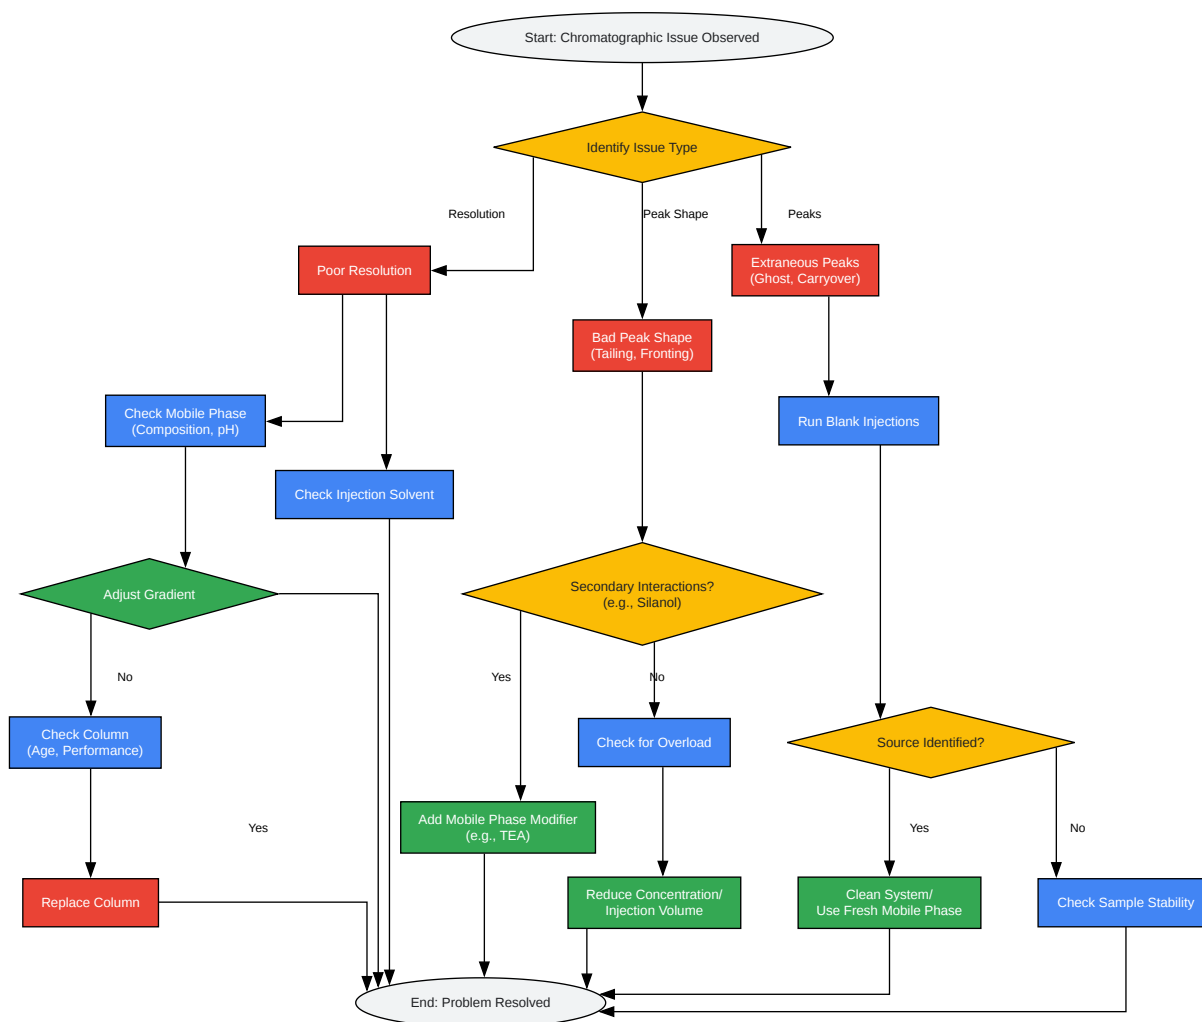 Start: Chromatographic Issue Observed
Identify Issue Type
Resolution
Peak Shape
Peaks
Poor Resolution
Extraneous Peaks
(Ghost, Carryover)
Bad Peak Shape
(Tailing, Fronting)
Check Mobile Phase
(Composition, pH)
Run Blank Injections
Check Injection Solvent
Adjust Gradient
Secondary Interactions?
(e.g., Silanol)
No
Yes
No
Check Column
(Age, Performance)
Check for Overload
Source Identified?
Yes
Add Mobile Phase Modifier
(e.g., TEA)
Yes
No
Replace Column
Reduce Concentration/
Injection Volume
Clean System/
Use Fresh Mobile Phase
Check Sample Stability
End: Problem Resolved